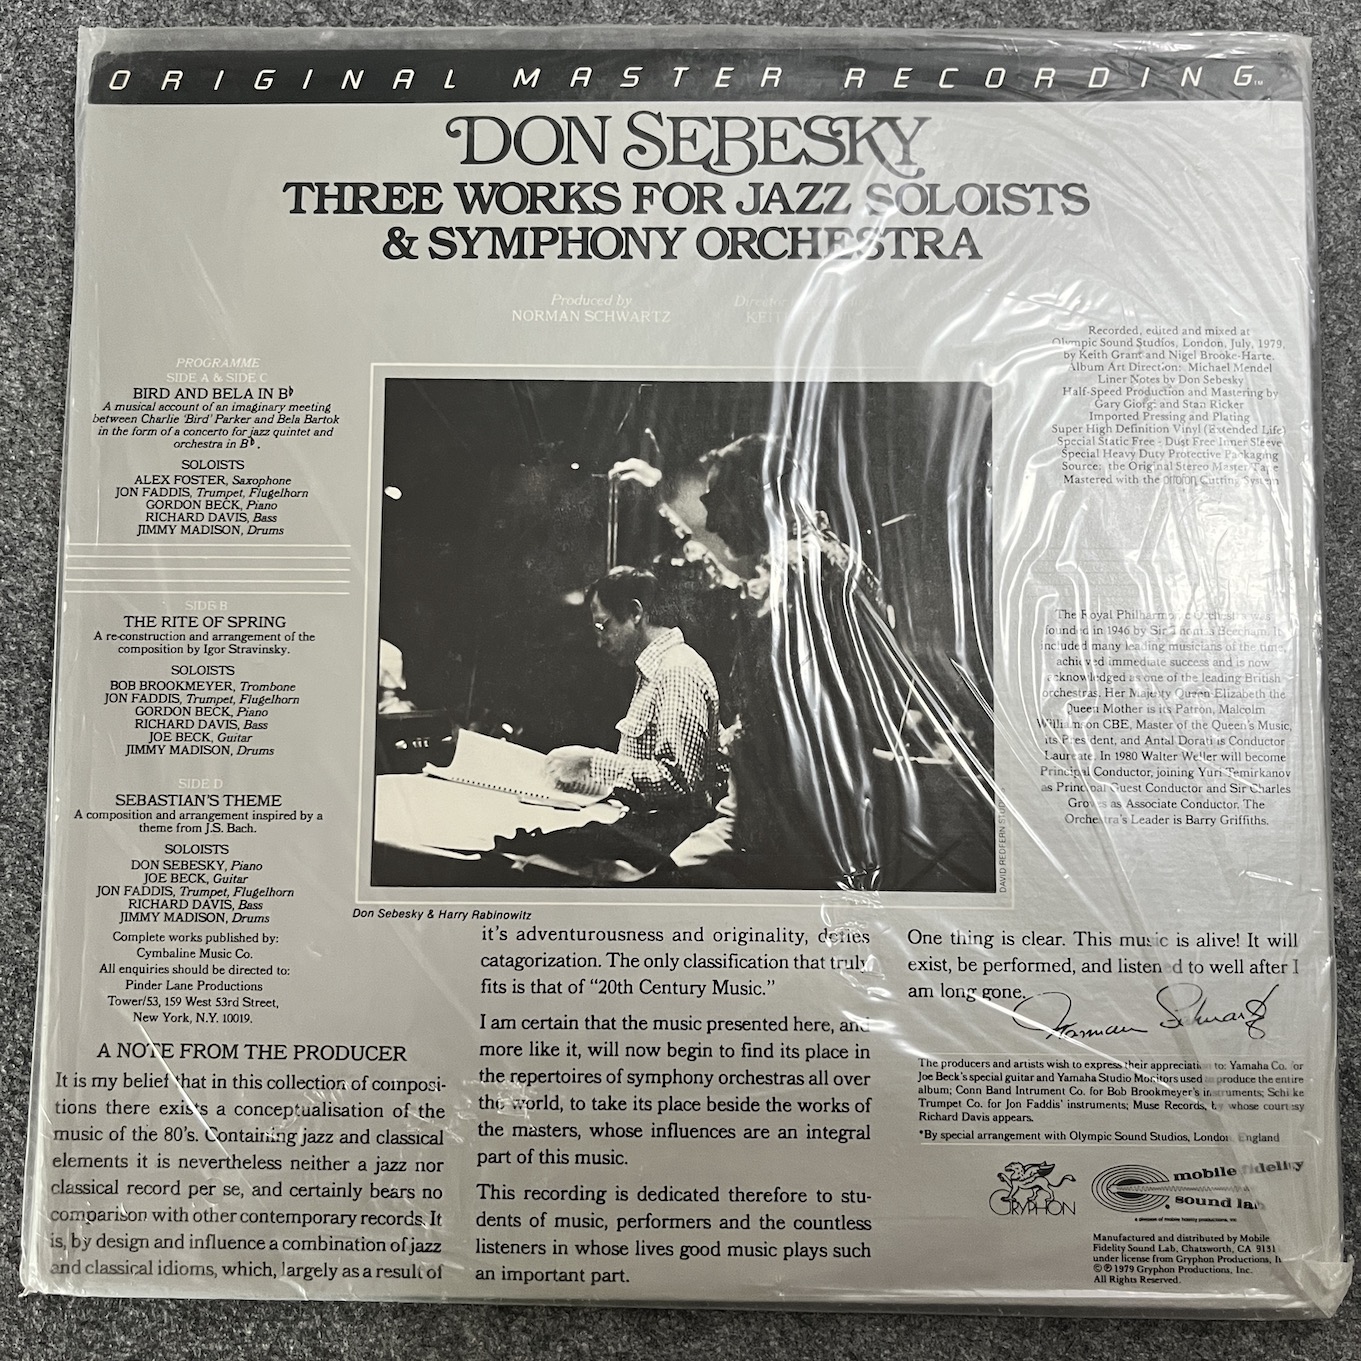 ORIGINAL MASTER RECORDING™
DON SEBESKY
THREE WORKS FOR JAZZ SOLOISTS
& SYMPHONY ORCHESTRA
Produced by
NORMAN SCHWARTZ
PROGRAMME
SIDE A & SIDE C
BIRD AND BELA IN B♭
A musical account of an imaginary meeting
between Charlie 'Bird' Parker and Bela Bartok
in the form of a concerto for jazz quintet and
orchestra in B♭.
SOLOISTS
ALEX FOSTER, Saxophone
JON FADDIS, Trumpet, Flugelhorn
GORDON BECK, Piano
RICHARD DAVIS, Bass
JIMMY MADISON, Drums
SIDE B
THE RITE OF SPRING
A re-construction and arrangement of the
composition by Igor Stravinsky.
SOLOISTS
BOB BROOKMEYER, Trombone
JON FADDIS, Trumpet, Flugelhorn
GORDON BECK, Piano
RICHARD DAVIS, Bass
JOE BECK, Guitar
JIMMY MADISON, Drums
SIDE D
SEBASTIAN'S THEME
A composition and arrangement inspired by a
theme from J.S. Bach.
SOLOISTS
DON SEBESKY, Piano
JOE BECK, Guitar
JON FADDIS, Trumpet, Flugelhorn
RICHARD DAVIS, Bass
JIMMY MADISON, Drums
Complete works published by:
Cymbaline Music Co.
All enquiries should be directed to:
Pinder Lane Productions
Tower/53, 159 West 53rd Street,
New York, N.Y. 10019.
Recorded, edited and mixed at
Olympic Sound Studios, London, July, 1979,
by Keith Grant and Nigel Brooke-Harte.
Album Art Direction: Michael Mendel
Liner Notes by Don Sebesky
Half-Speed Production and Mastering by
Gary Giorgi and Stan Ricker
Imported Pressing and Plating
Super High Definition Vinyl (Extended Life)
Special Static Free - Dust Free Inner Sleeve
Special Heavy Duty Protective Packaging
Source: the Original Stereo Master Tape
Mastered with the ortofon Cutting System
The Royal Philharmonic Orchestra was
founded in 1946 by Sir Thomas Beecham. It
included many leading musicians of the time,
achieved immediate success and is now
acknowledged as one of the leading British
orchestras. Her Majesty Queen Elizabeth the
Queen Mother is its Patron, Malcolm
Williamson CBE, Master of the Queen's Music,
its President, and Antal Dorati is Conductor
Laureate. In 1980 Walter Weller will become
Principal Conductor, joining Yuri Temirkanov
as Principal Guest Conductor and Sir Charles
Groves as Associate Conductor. The
Orchestra's Leader is Barry Griffiths.
DAVID REDFERN
Don Sebesky & Harry Rabinowitz
A NOTE FROM THE PRODUCER
It is my belief that in this collection of composi-
tions there exists a conceptualisation of the
music of the 80's. Containing jazz and classical
elements it is nevertheless neither a jazz nor
classical record per se, and certainly bears no
comparison with other contemporary records. It
is, by design and influence a combination of jazz
and classical idioms, which, largely as a result of
it's adventurousness and originality, defies
catagorization. The only classification that truly
fits is that of "20th Century Music."
I am certain that the music presented here, and
more like it, will now begin to find its place in
the repertoires of symphony orchestras all over
the world, to take its place beside the works of
the masters, whose influences are an integral
part of this music.
This recording is dedicated therefore to stu-
dents of music, performers and the countless
listeners in whose lives good music plays such
an important part.
One thing is clear. This music is alive! It will
exist, be performed, and listened to well after I
am long gone.
Norman Schwartz
The producers and artists wish to express their appreciation to: Yamaha Co. for
Joe Beck's special guitar and Yamaha Studio Monitors used to produce the entire
album; Conn Band Intrument Co. for Bob Brookmeyer's instruments; Schilke
Trumpet Co. for Jon Faddis' instruments; Muse Records, by whose courtesy
Richard Davis appears.
*By special arrangement with Olympic Sound Studios, London, England
GRYPHON
mobile fidelity
sound lab
a division of mobile fidelity productions, inc.
Manufactured and distributed by Mobile
Fidelity Sound Lab, Chatsworth, CA
under license from Gryphon Productions,
©℗1979 Gryphon Productions, Inc.
All Rights Reserved.